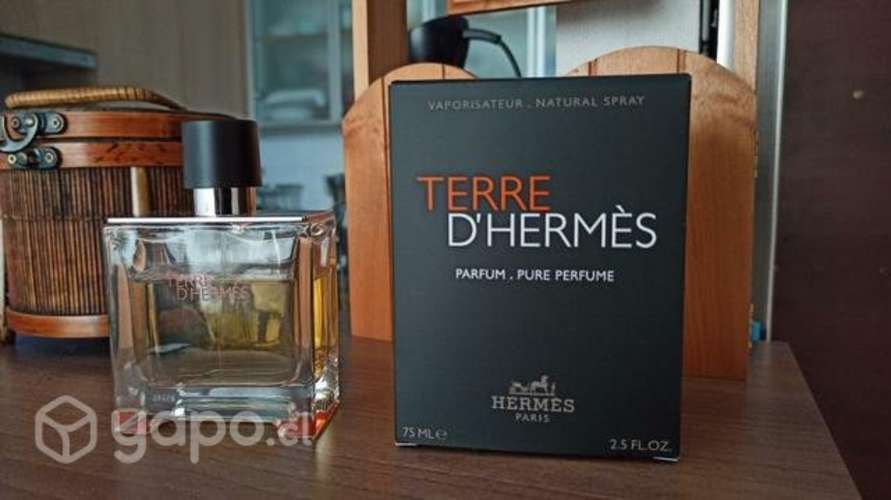 VAPORISATEUR . NATURAL SPRAY
TERRE
D'HERMÈS
PARFUM . PURE PERFUME
HERMÈS
PARIS
75 ML e
2.5 FL.OZ.
TERRE
D'HERMÈS
yapo.cl